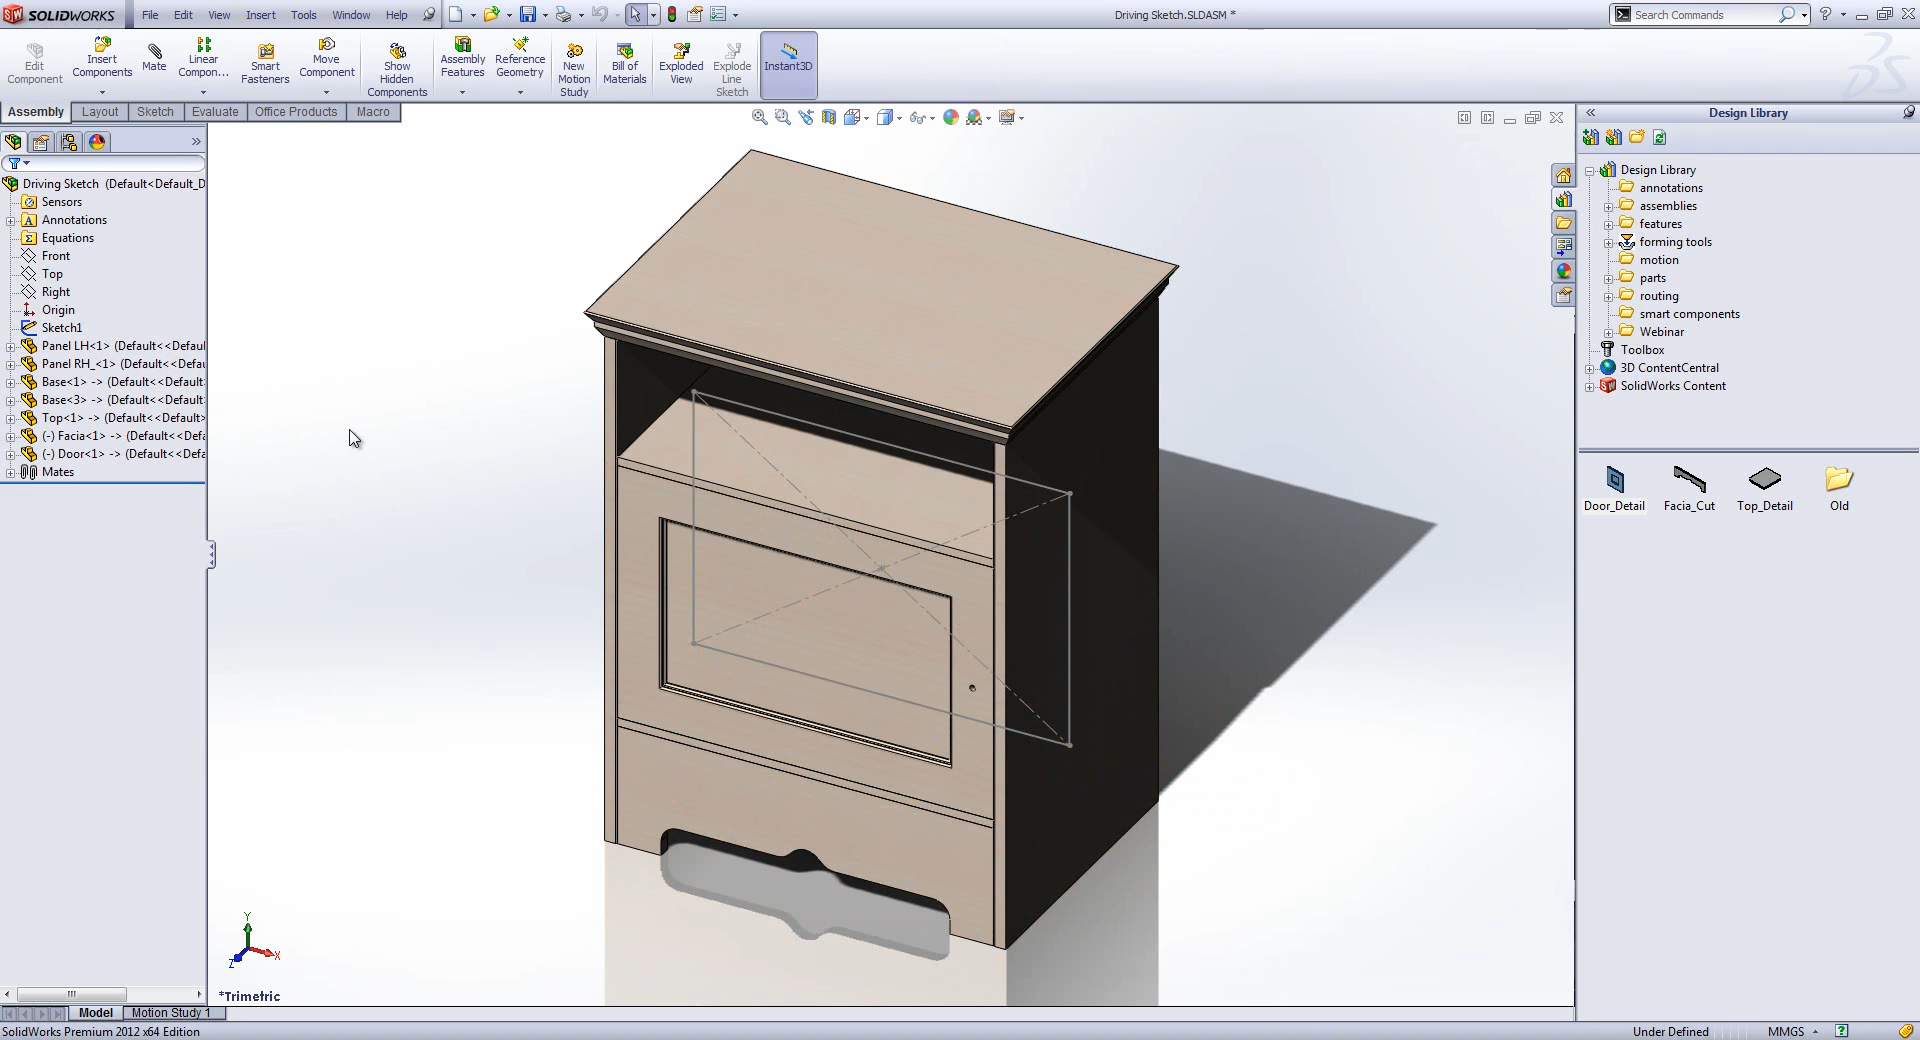 SOLIDWORKS File Edit View Insert Tools Window Help Driving Sketch.SLDASM * Search Commands
Edit Component
Insert Components
Mate
Linear Compon...
Smart Fasteners
Move Component
Show Hidden Components
Assembly Features
Reference Geometry
New Motion Study
Bill of Materials
Exploded View
Explode Line Sketch
Instant3D
Assembly Layout Sketch Evaluate Office Products Macro
Driving Sketch (Default<Default_D
Sensors
Annotations
Equations
Front
Top
Right
Origin
Sketch1
Panel LH<1> (Default<<Defaul
Panel RH_<1> (Default<<Defau
Base<1> -> (Default<<Default:
Base<3> -> (Default<<Default:
Top<1> -> (Default<<Default>
(-) Facia<1> -> (Default<<Defa
(-) Door<1> -> (Default<<Defa
Mates
Y
X
Z
*Trimetric
Design Library
Design Library
annotations
assemblies
features
forming tools
motion
parts
routing
smart components
Webinar
Toolbox
3D ContentCentral
SolidWorks Content
Door_Detail Facia_Cut Top_Detail Old
Model Motion Study 1
SolidWorks Premium 2012 x64 Edition Under Defined MMGS